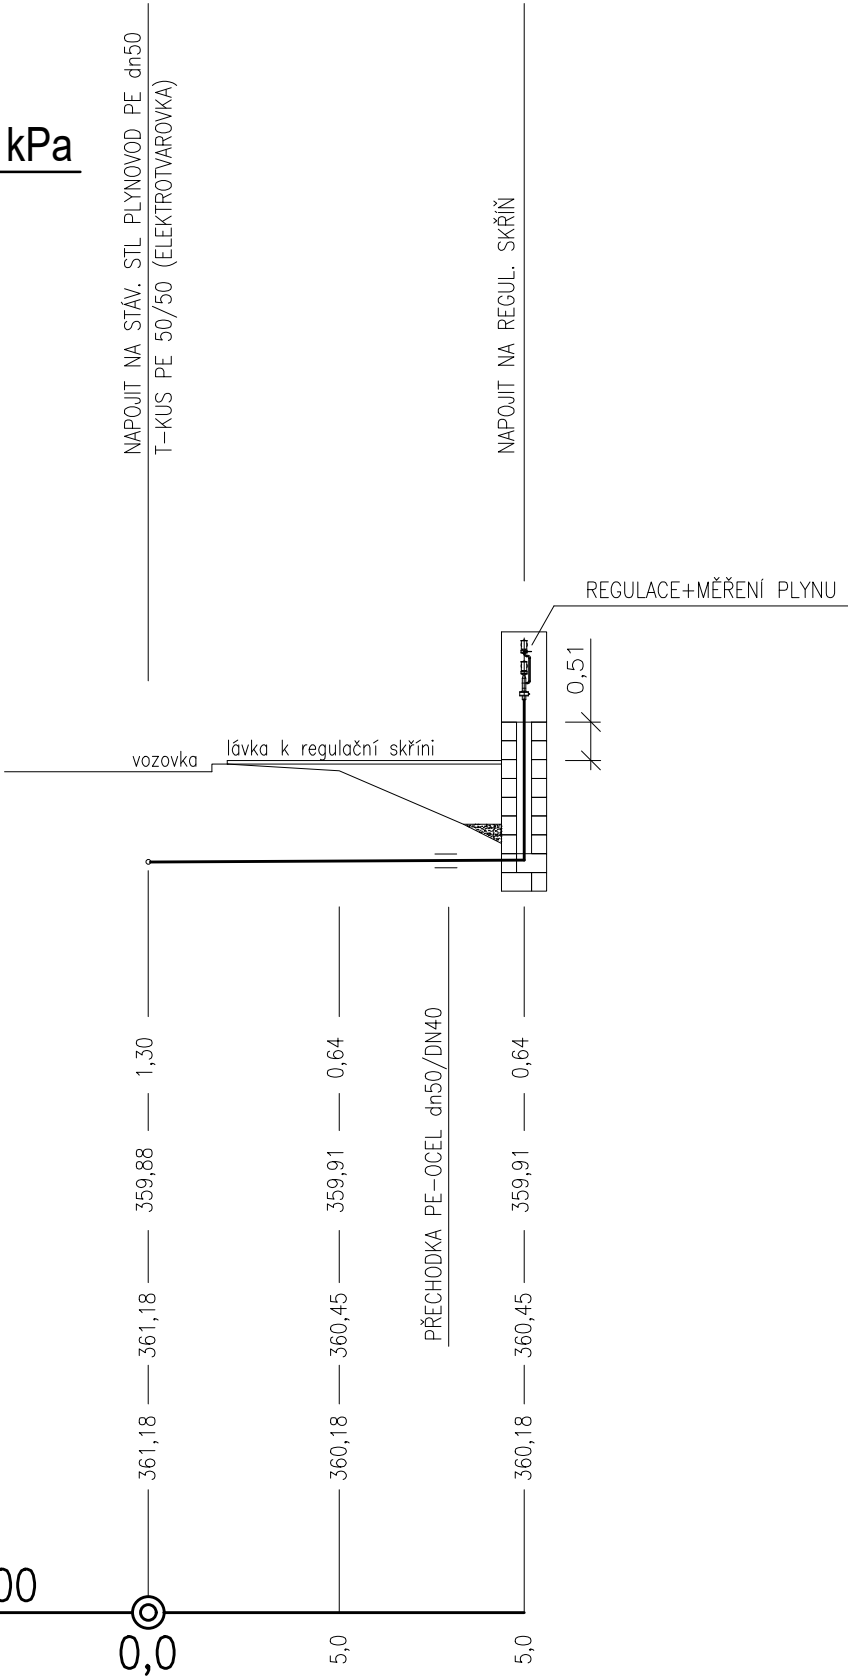 kPa
NAPOJIT NA STÁV. STL PLYNOVOD PE dn50
T-KUS PE 50/50 (ELEKTROTVAROVKA)
NAPOJIT NA REGUL. SKŘÍŇ
REGULACE+MĚŘENÍ PLYNU
0,51
lávka k regulační skříni
vozovka
1,30
0,64
0,64
PŘECHODKA PE-OCEL dn50/DN40
359,88
359,91
359,91
361,18
360,45
360,45
361,18
360,18
360,18
00
0,0
5,0
5,0